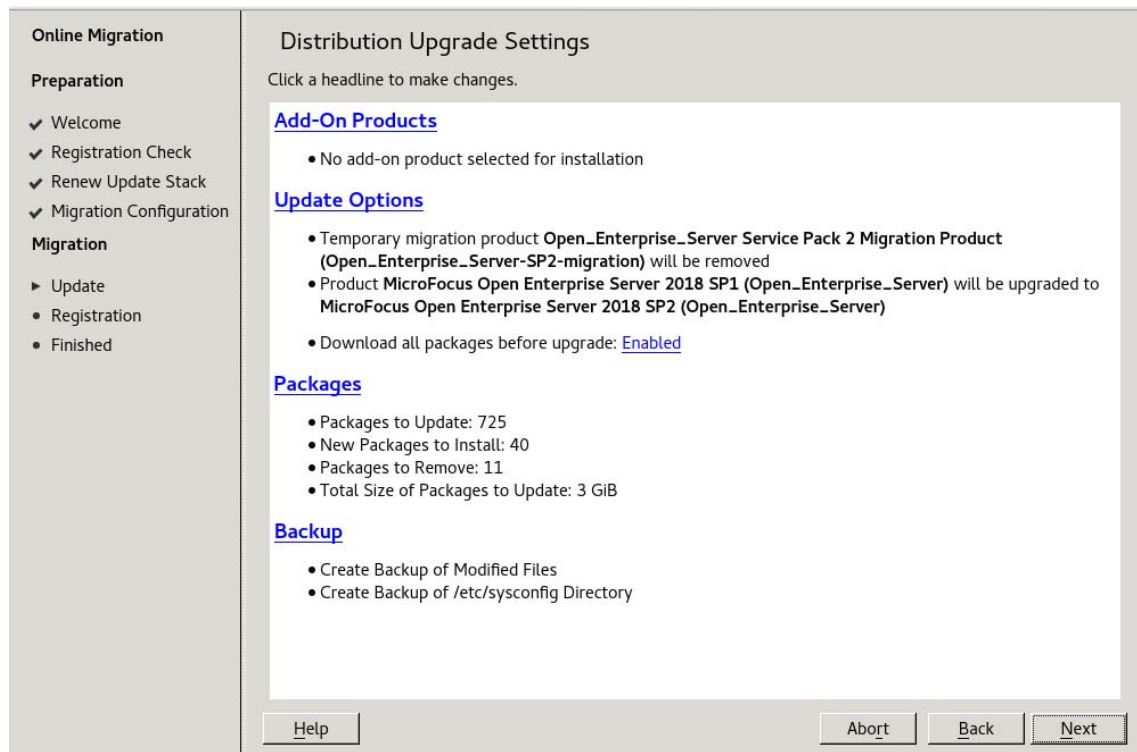 Online Migration
Preparation
Welcome
Registration Check
Renew Update Stack
Migration Configuration
Migration
Update
Registration
Finished
Distribution Upgrade Settings
Click a headline to make changes.
Add-On Products
• No add-on product selected for installation
Update Options
• Temporary migration product Open_Enterprise_Server Service Pack 2 Migration Product
(Open_Enterprise_Server-SP2-migration) will be removed
• Product MicroFocus Open Enterprise Server 2018 SP1 (Open_Enterprise_Server) will be upgraded to
MicroFocus Open Enterprise Server 2018 SP2 (Open_Enterprise_Server)
• Download all packages before upgrade: Enabled
Packages
• Packages to Update: 725
• New Packages to Install: 40
• Packages to Remove: 11
• Total Size of Packages to Update: 3 GiB
Backup
• Create Backup of Modified Files
• Create Backup of /etc/sysconfig Directory
Help Abort Back Next